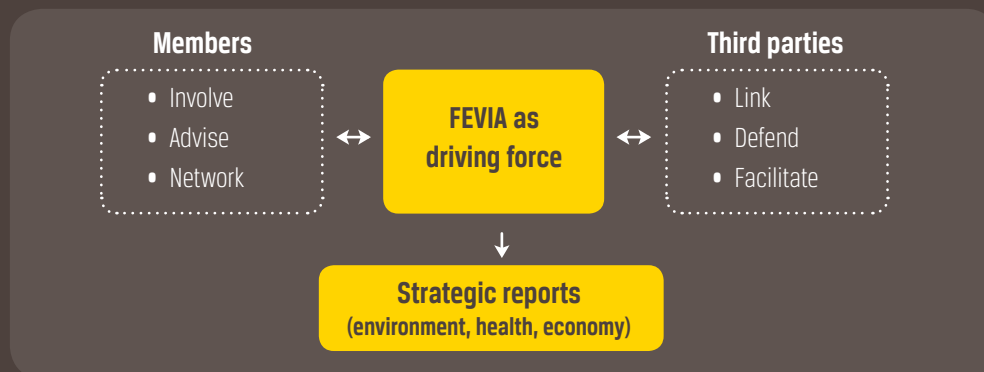 Members
• Involve
• Advise
• Network
FEVIA as
driving force
Third parties
• Link
• Defend
• Facilitate
Strategic reports
(environment, health, economy)